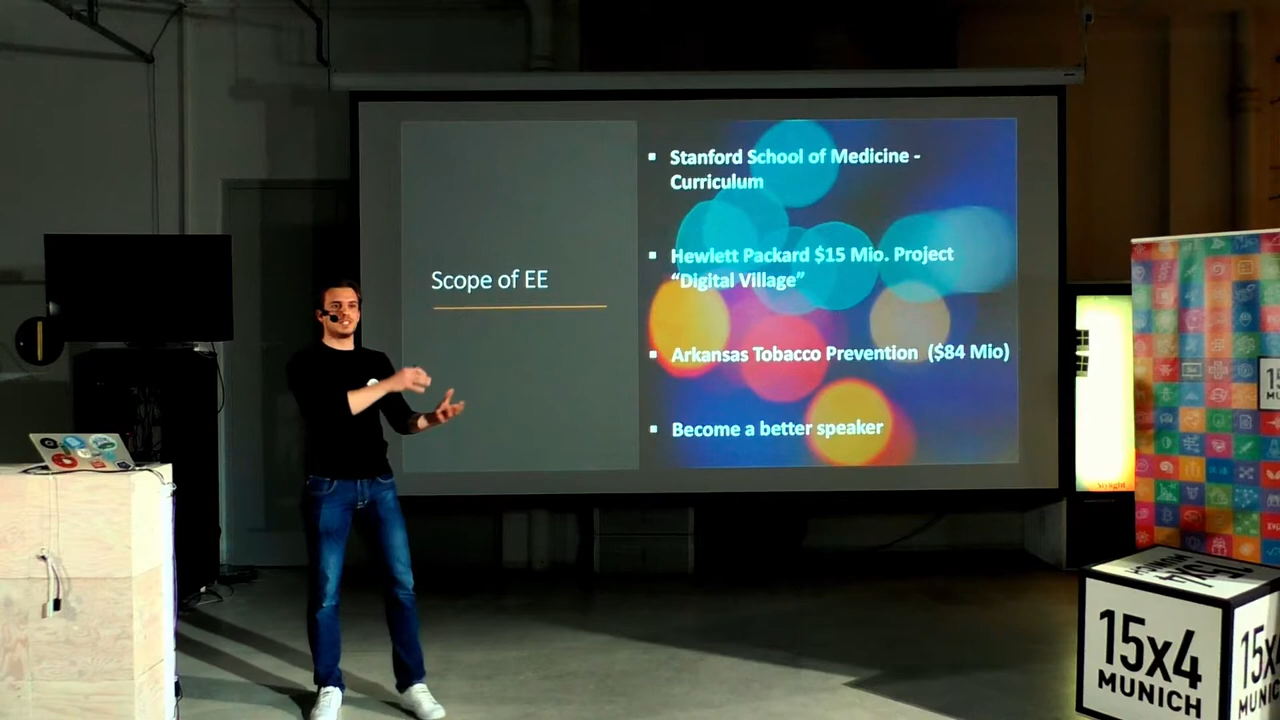 Scope of EE
Stanford School of Medicine -
Curriculum
Hewlett Packard $15 Mio. Project
"Digital Village"
Arkansas Tobacco Prevention ($84 Mio)
Become a better speaker
15x4
MUNICH
15x4
MUNICH